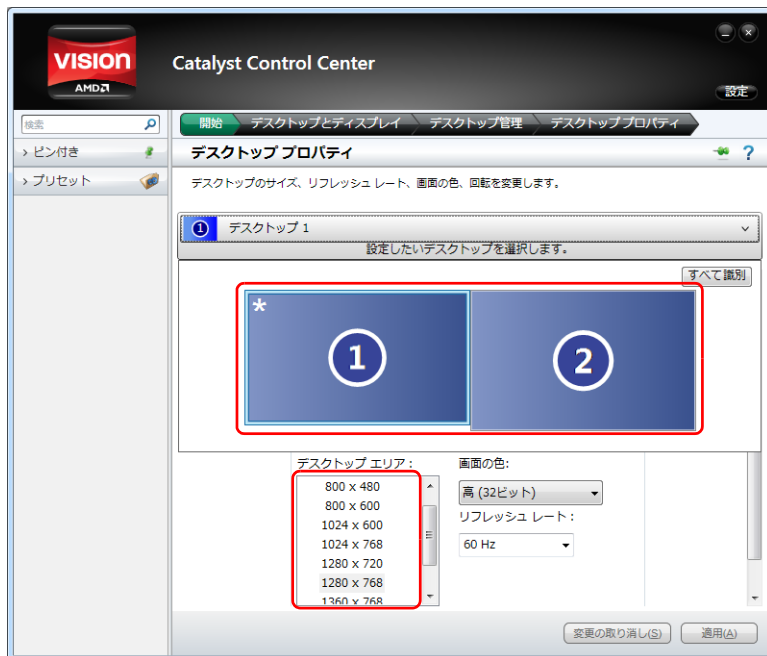 VISION
AMD
Catalyst Control Center
設定
検索
ピン付き
プリセット
開始 デスクトップとディスプレイ デスクトップ管理 デスクトップ プロパティ
デスクトップ プロパティ
?
デスクトップのサイズ、リフレッシュ レート、画面の色、回転を変更します。
1 デスクトップ 1
設定したいデスクトップを選択します。
すべて識別
* 1 2
デスクトップ エリア :
800 x 480
800 x 600
1024 x 600
1024 x 768
1280 x 720
1280 x 768
1360 x 768
画面の色:
高 (32ビット)
リフレッシュ レート :
60 Hz
変更の取り消し(S) 適用(A)